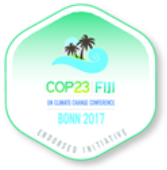 COP23 FIJI
UN CLIMATE CHANGE CONFERENCE
BONN 2017
ENDORSED INITIATIVE